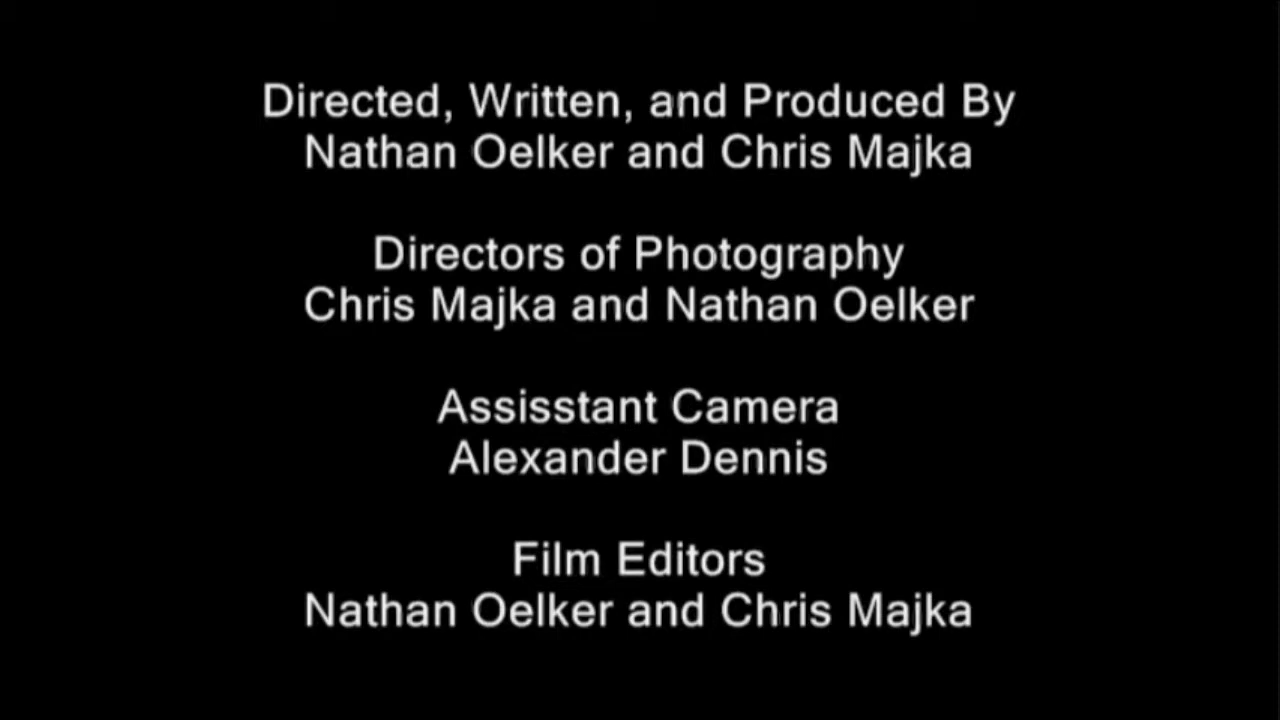 Directed, Written, and Produced By
Nathan Oelker and Chris Majka
Directors of Photography
Chris Majka and Nathan Oelker
Assisstant Camera
Alexander Dennis
Film Editors
Nathan Oelker and Chris Majka